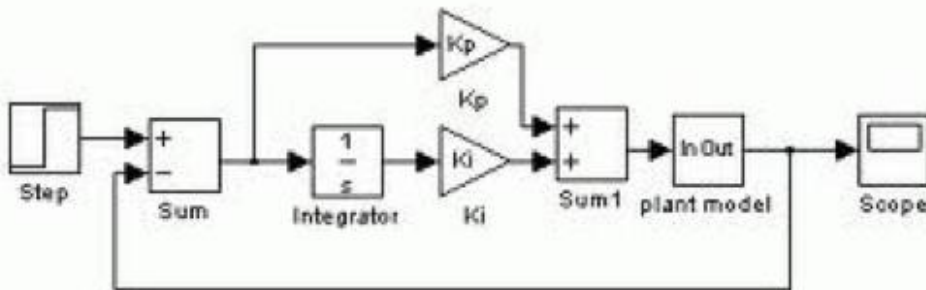 Kp
Kp
+
−
1
s
Ki
+
+
In Out
Step
Sum
Integrator
Ki
Sum1
plant model
Scope